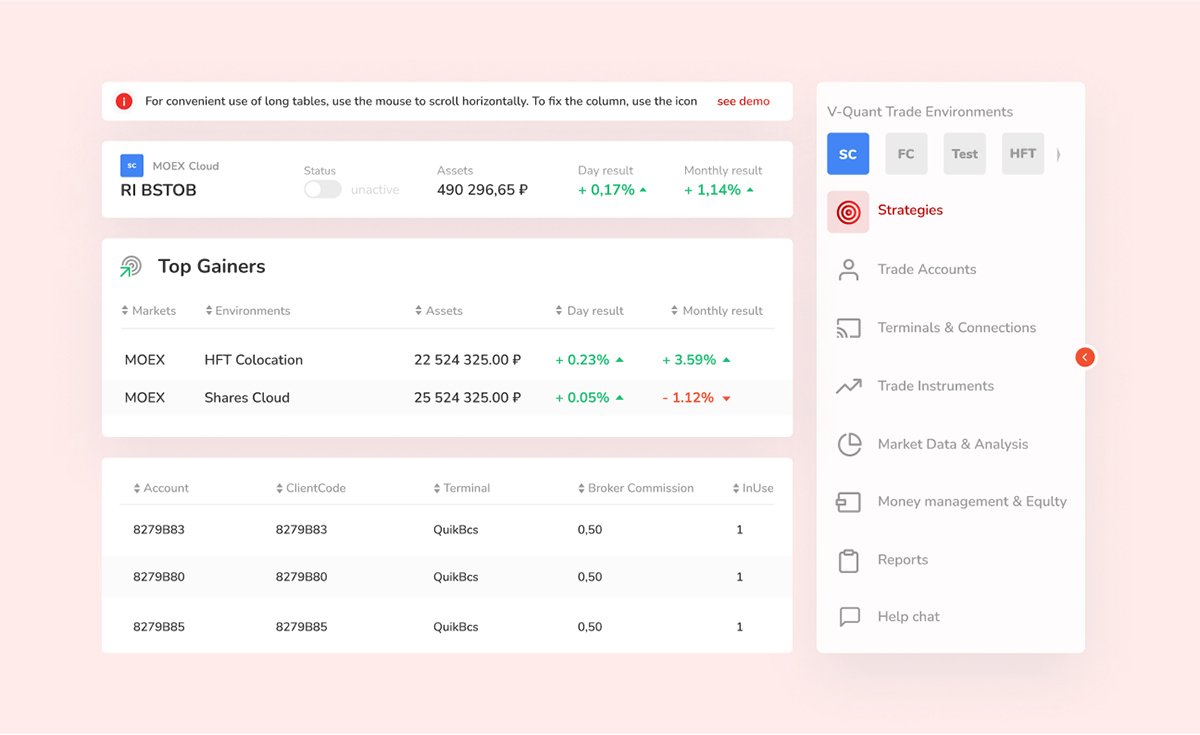 For convenient use of long tables, use the mouse to scroll horizontally. To fix the column, use the icon see demo
SC MOEX Cloud
RI BSTOB
Status
unactive
Assets
490 296,65 ₽
Day result
+ 0,17%
Monthly result
+ 1,14%
Top Gainers
Markets Environments Assets Day result Monthly result
MOEX HFT Colocation 22 524 325.00 ₽ + 0.23% + 3.59%
MOEX Shares Cloud 25 524 325.00 ₽ + 0.05% - 1.12%
Account ClientCode Terminal Broker Commission InUse
8279B83 8279B83 QuikBcs 0,50 1
8279B80 8279B80 QuikBcs 0,50 1
8279B85 8279B85 QuikBcs 0,50 1
V-Quant Trade Environments
SC FC Test HFT
Strategies
Trade Accounts
Terminals & Connections
Trade Instruments
Market Data & Analysis
Money management & Equlty
Reports
Help chat